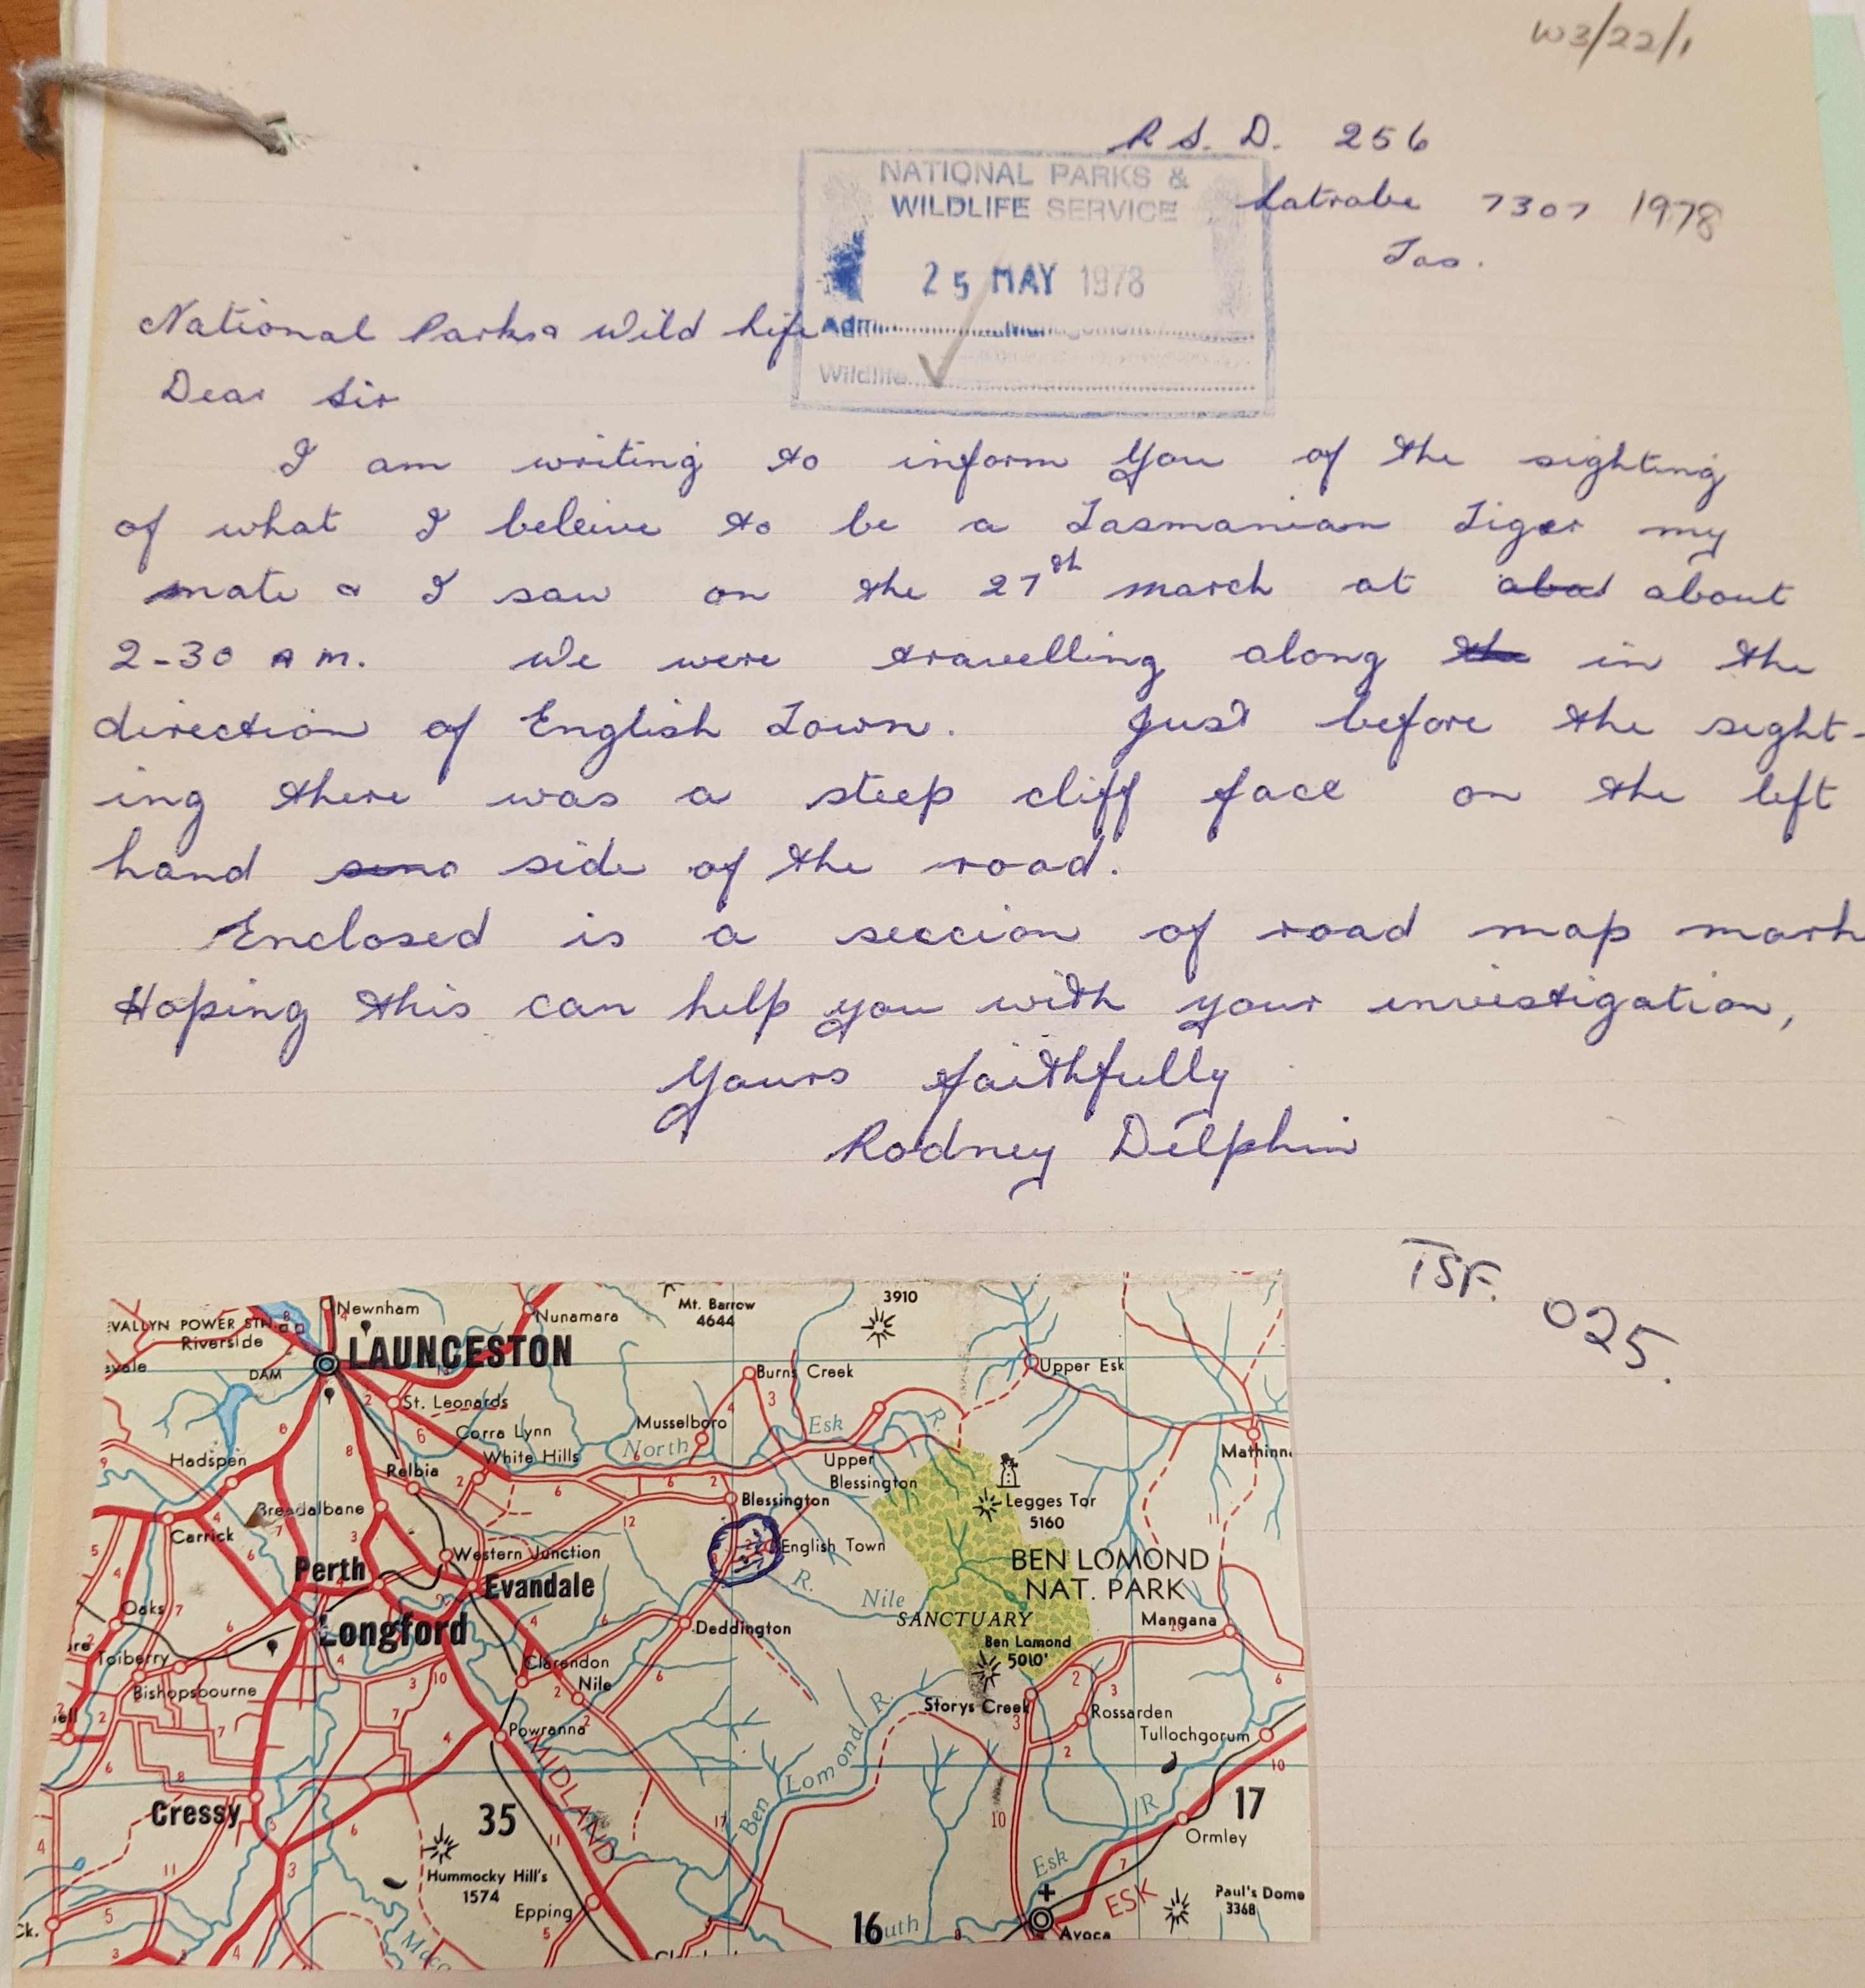 W3/22/1
R.S.D. 256
NATIONAL PARKS &
WILDLIFE SERVICE
Latrobe 7307 1978
Tas.
25 MAY 1978
National Parks & Wild Life
Admin Management
Wildlife
Dear Sir
I am writing to inform you of the sighting
of what I beleive to be a Tasmanian Tiger my
mate & I saw on the 27th march at about
2-30 AM. We were travelling along the in the
direction of English Town. Just before the sight-
ing there was a steep cliff face on the left
hand side of the road.
Enclosed is a seccion of road map mark
Hoping this can help you with your investigation,
Yours faithfully
Rodney Delphin
TSF.
025.
Newnham
Nunamara
Mt. Barrow
4644
3910
EVALLYN POWER STN.
Riverside
LAUNCESTON
DAM
Burns Creek
Upper Esk
St. Leonards
Corra Lynn
Musselboro
North Esk R.
White Hills
Mathinna
Hadspen
Relbia
Upper
Blessington
Legges Tor
5160
Breadalbane
Blessington
Carrick
Western Junction
English Town
BEN LOMOND
NAT. PARK
Perth
Evandale
R. Nile
SANCTUARY
Oaks
Longford
Deddington
Mangana
Ben Lomond
5010'
Toiberry
Clarendon
Bishopsbourne
Nile
Storys Creek
Rossarden
Powranna
Tullochgorum
MIDLAND
Ben Lomond R.
Cressy
35
17
Ormley
Hummocky Hill's
1574
Esk R
ESK
Paul's Dome
3368
Epping
16
outh
Avoca
Ck.
Mac